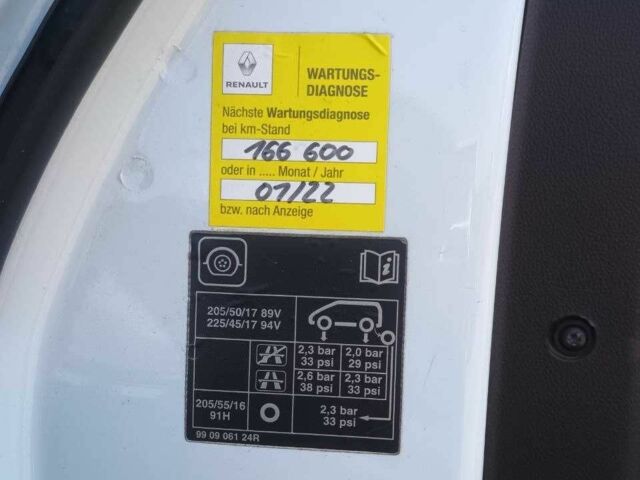 RENAULT
WARTUNGS-
DIAGNOSE
Nächste Wartungsdiagnose
bei km-Stand
166 600
oder in ..... Monat / Jahr
01/22
bzw. nach Anzeige
205/50/17 89V
225/45/17 94V
2,3 bar 2,0 bar
33 psi 29 psi
2,6 bar 2,3 bar
38 psi 33 psi
205/55/16
91H
2,3 bar
33 psi
99 09 061 24R